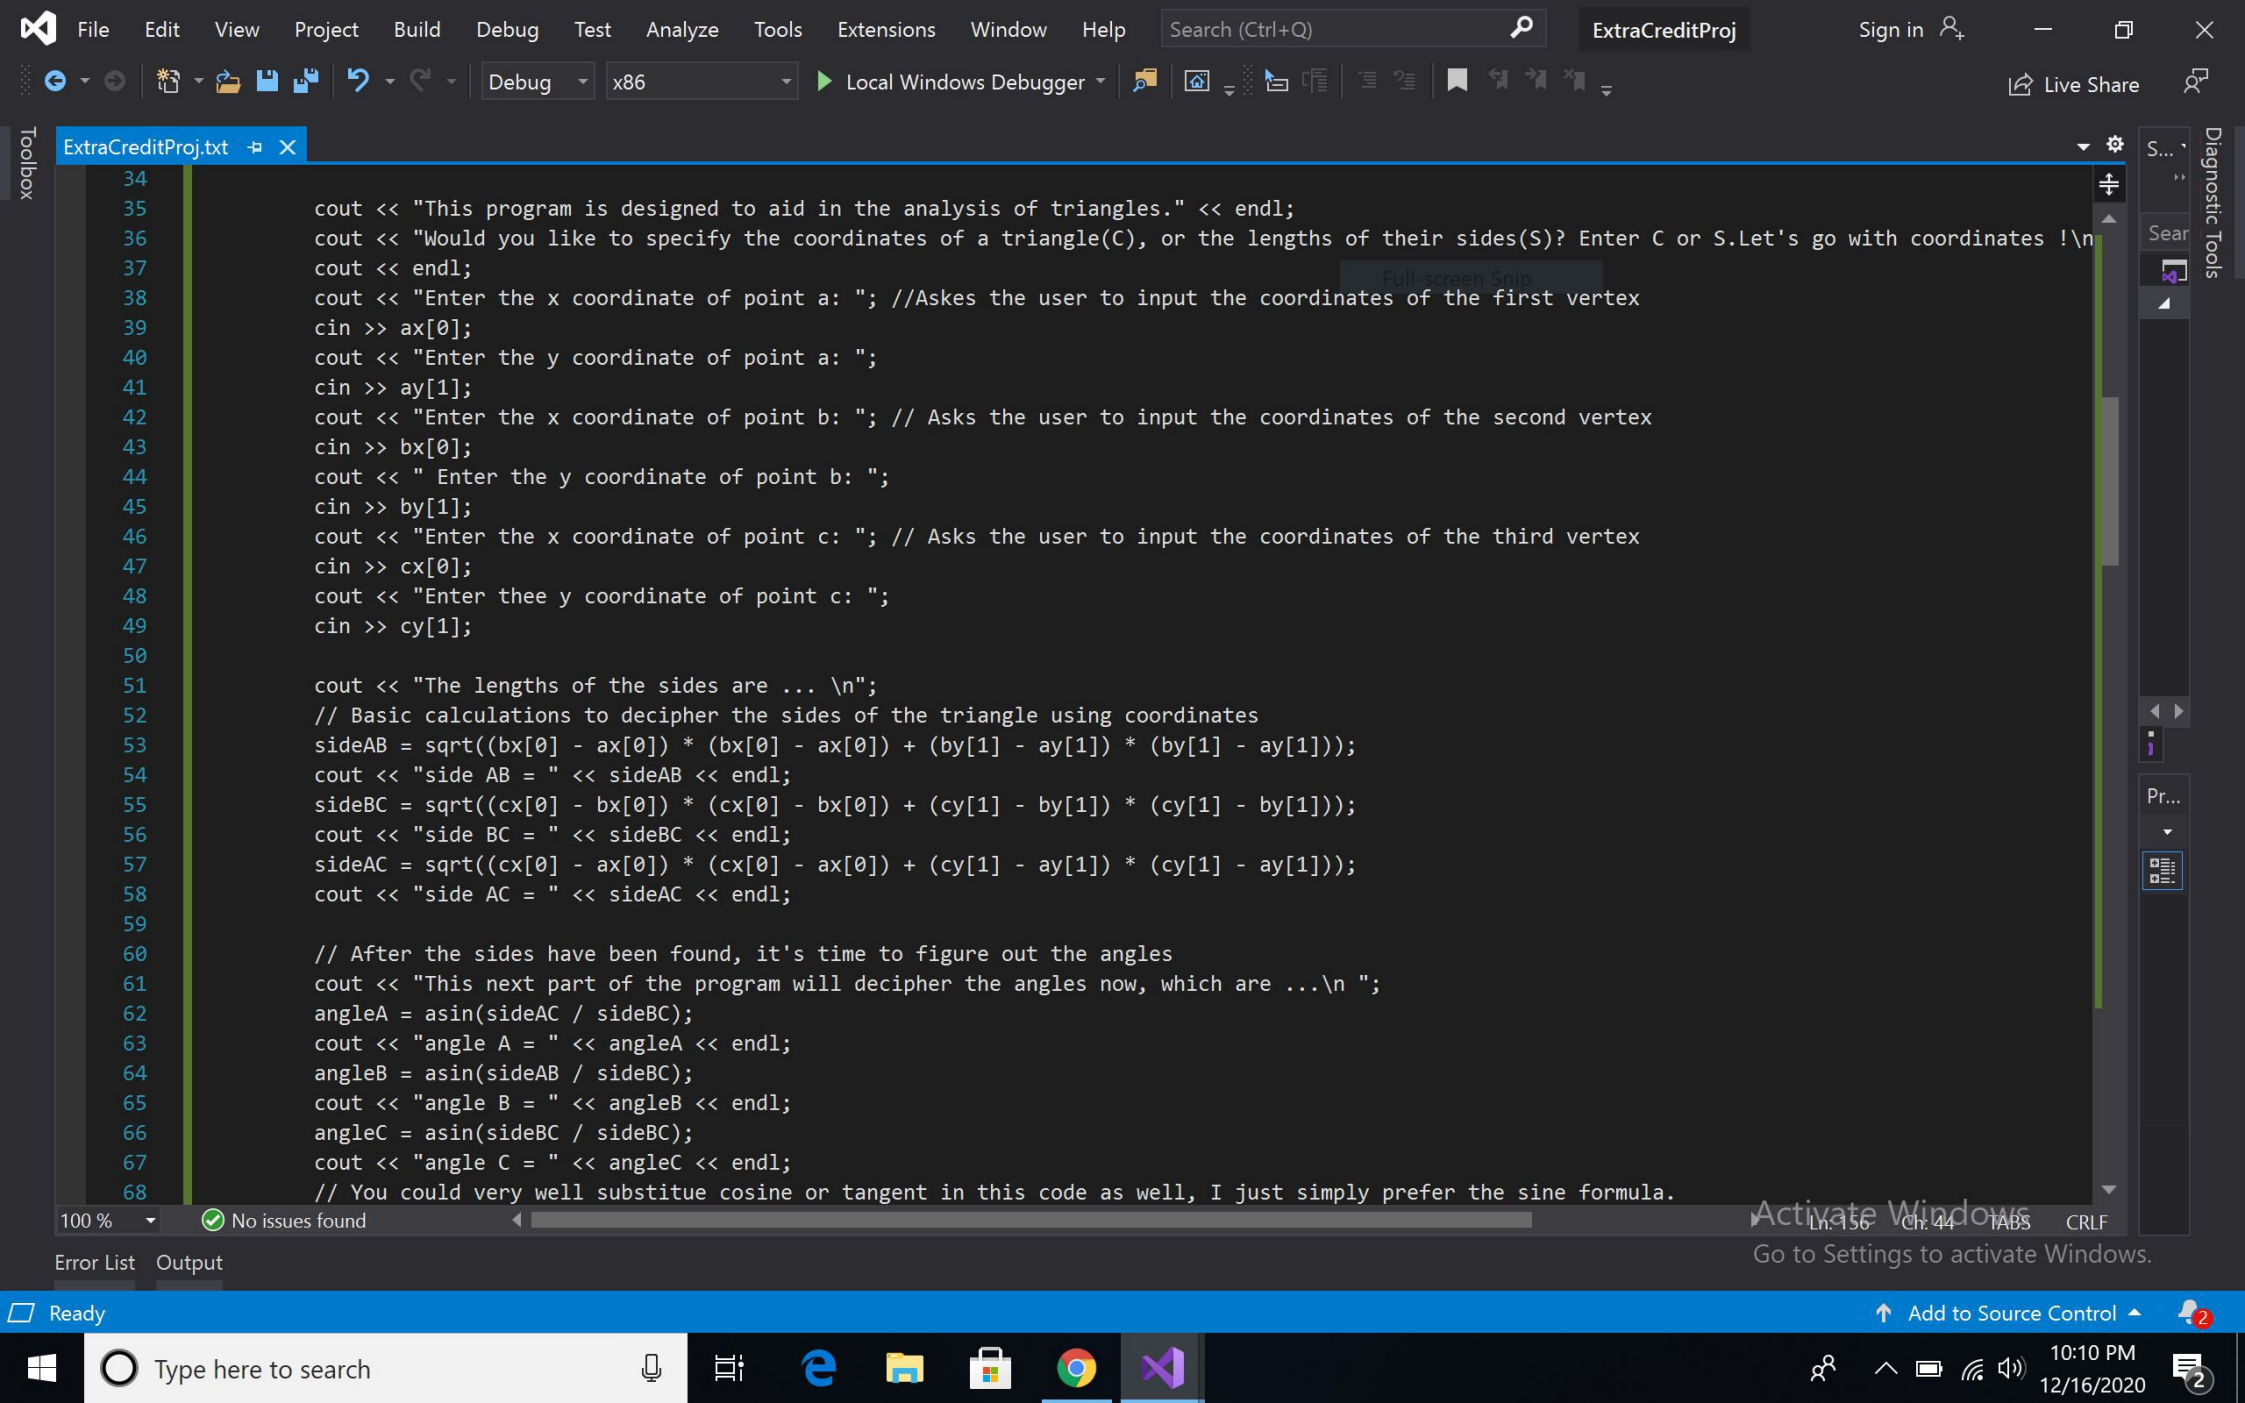 File Edit View Project Build Debug Test Analyze Tools Extensions Window Help Search (Ctrl+Q) ExtraCreditProj Sign in
Debug x86 Local Windows Debugger Live Share
Toolbox
ExtraCreditProj.txt
34
35 cout << "This program is designed to aid in the analysis of triangles." << endl;
36 cout << "Would you like to specify the coordinates of a triangle(C), or the lengths of their sides(S)? Enter C or S.Let's go with coordinates !\n
37 cout << endl;
Full-screen Snip
38 cout << "Enter the x coordinate of point a: "; //Askes the user to input the coordinates of the first vertex
39 cin >> ax[0];
40 cout << "Enter the y coordinate of point a: ";
41 cin >> ay[1];
42 cout << "Enter the x coordinate of point b: "; // Asks the user to input the coordinates of the second vertex
43 cin >> bx[0];
44 cout << " Enter the y coordinate of point b: ";
45 cin >> by[1];
46 cout << "Enter the x coordinate of point c: "; // Asks the user to input the coordinates of the third vertex
47 cin >> cx[0];
48 cout << "Enter thee y coordinate of point c: ";
49 cin >> cy[1];
50
51 cout << "The lengths of the sides are ... \n";
52 // Basic calculations to decipher the sides of the triangle using coordinates
53 sideAB = sqrt((bx[0] - ax[0]) * (bx[0] - ax[0]) + (by[1] - ay[1]) * (by[1] - ay[1]));
54 cout << "side AB = " << sideAB << endl;
55 sideBC = sqrt((cx[0] - bx[0]) * (cx[0] - bx[0]) + (cy[1] - by[1]) * (cy[1] - by[1]));
56 cout << "side BC = " << sideBC << endl;
57 sideAC = sqrt((cx[0] - ax[0]) * (cx[0] - ax[0]) + (cy[1] - ay[1]) * (cy[1] - ay[1]));
58 cout << "side AC = " << sideAC << endl;
59
60 // After the sides have been found, it's time to figure out the angles
61 cout << "This next part of the program will decipher the angles now, which are ...\n ";
62 angleA = asin(sideAC / sideBC);
63 cout << "angle A = " << angleA << endl;
64 angleB = asin(sideAB / sideBC);
65 cout << "angle B = " << angleB << endl;
66 angleC = asin(sideBC / sideBC);
67 cout << "angle C = " << angleC << endl;
68 // You could very well substitue cosine or tangent in this code as well, I just simply prefer the sine formula.
S...
Sear
Pr...
Diagnostic Tools
100 % No issues found Ln: 156 Ch: 44 TABS CRLF
Activate Windows
Go to Settings to activate Windows.
Error List Output
Ready Add to Source Control 2
Type here to search
10:10 PM
12/16/2020
2